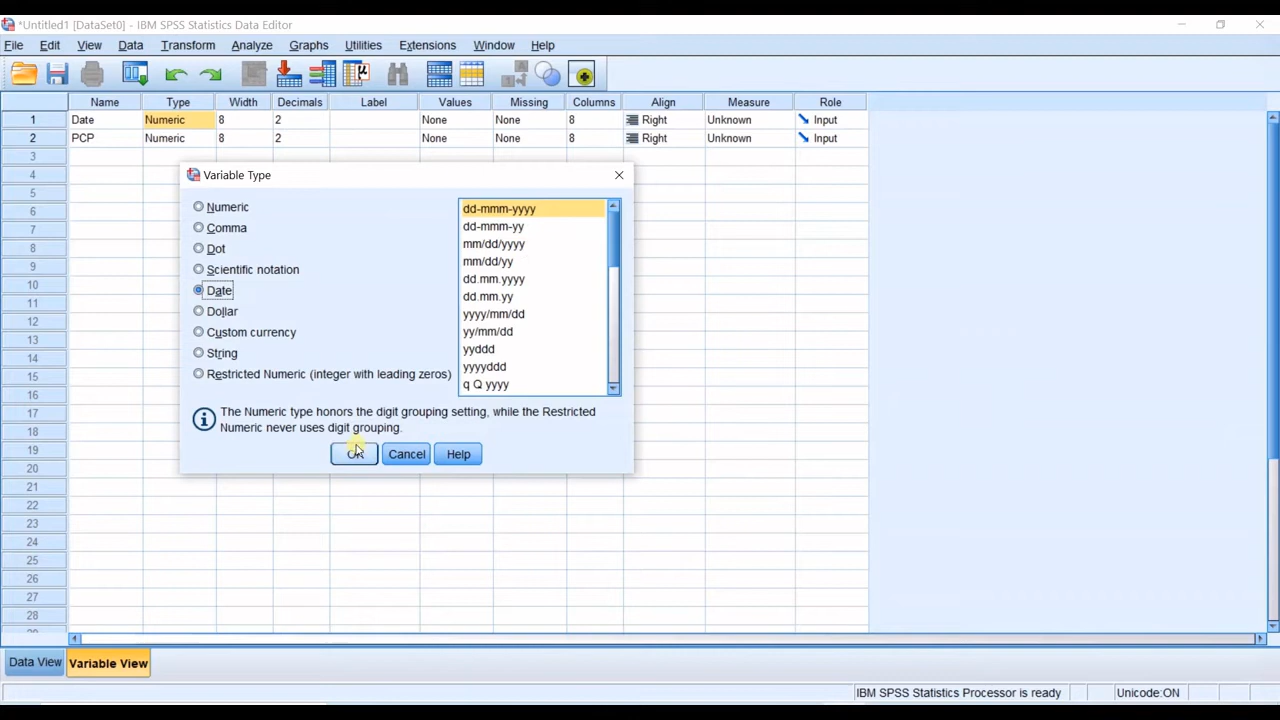 *Untitled1 [DataSet0] - IBM SPSS Statistics Data Editor
File Edit View Data Transform Analyze Graphs Utilities Extensions Window Help
Name Type Width Decimals Label Values Missing Columns Align Measure Role
1 Date Numeric 8 2 None None 8 Right Unknown Input
2 PCP Numeric 8 2 None None 8 Right Unknown Input
3
4
5
6
7
8
9
10
11
12
13
14
15
16
17
18
19
20
21
22
23
24
25
26
27
28
Variable Type
Numeric
Comma
Dot
Scientific notation
Date
Dollar
Custom currency
String
Restricted Numeric (integer with leading zeros)
dd-mmm-yyyy
dd-mmm-yy
mm/dd/yyyy
mm/dd/yy
dd.mm.yyyy
dd.mm.yy
yyyy/mm/dd
yy/mm/dd
yyddd
yyyyddd
q Q yyyy
The Numeric type honors the digit grouping setting, while the Restricted
Numeric never uses digit grouping.
OK Cancel Help
Data View Variable View
IBM SPSS Statistics Processor is ready Unicode:ON